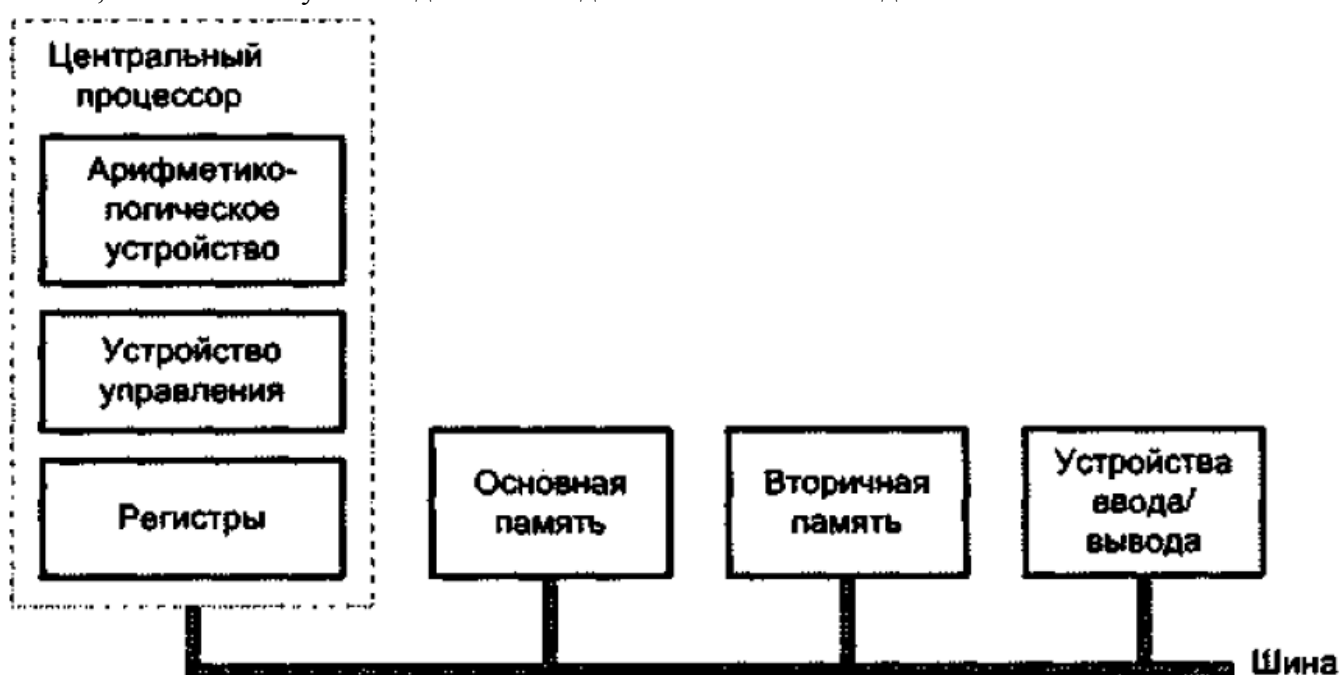 Центральный
процессор
Арифметико-
логическое
устройство
Устройство
управления
Регистры
Основная
память
Вторичная
память
Устройства
ввода/
вывода
Шина